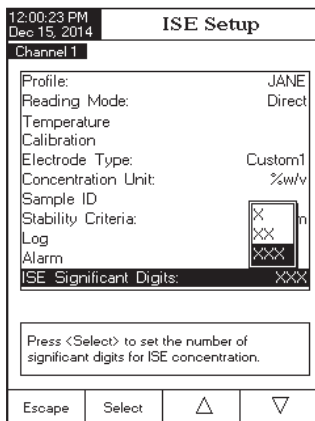 12:00:23 PM
Dec 15, 2014
ISE Setup
Channel 1
Profile: JANE
Reading Mode: Direct
Temperature
Calibration
Electrode Type: Custom1
Concentration Unit: %w/v
Sample ID
Stability Criteria:
X
XX
XXX
Log
Alarm
ISE Significant Digits: XXX
Press <Select> to set the number of
significant digits for ISE concentration.
Escape Select △ ▽